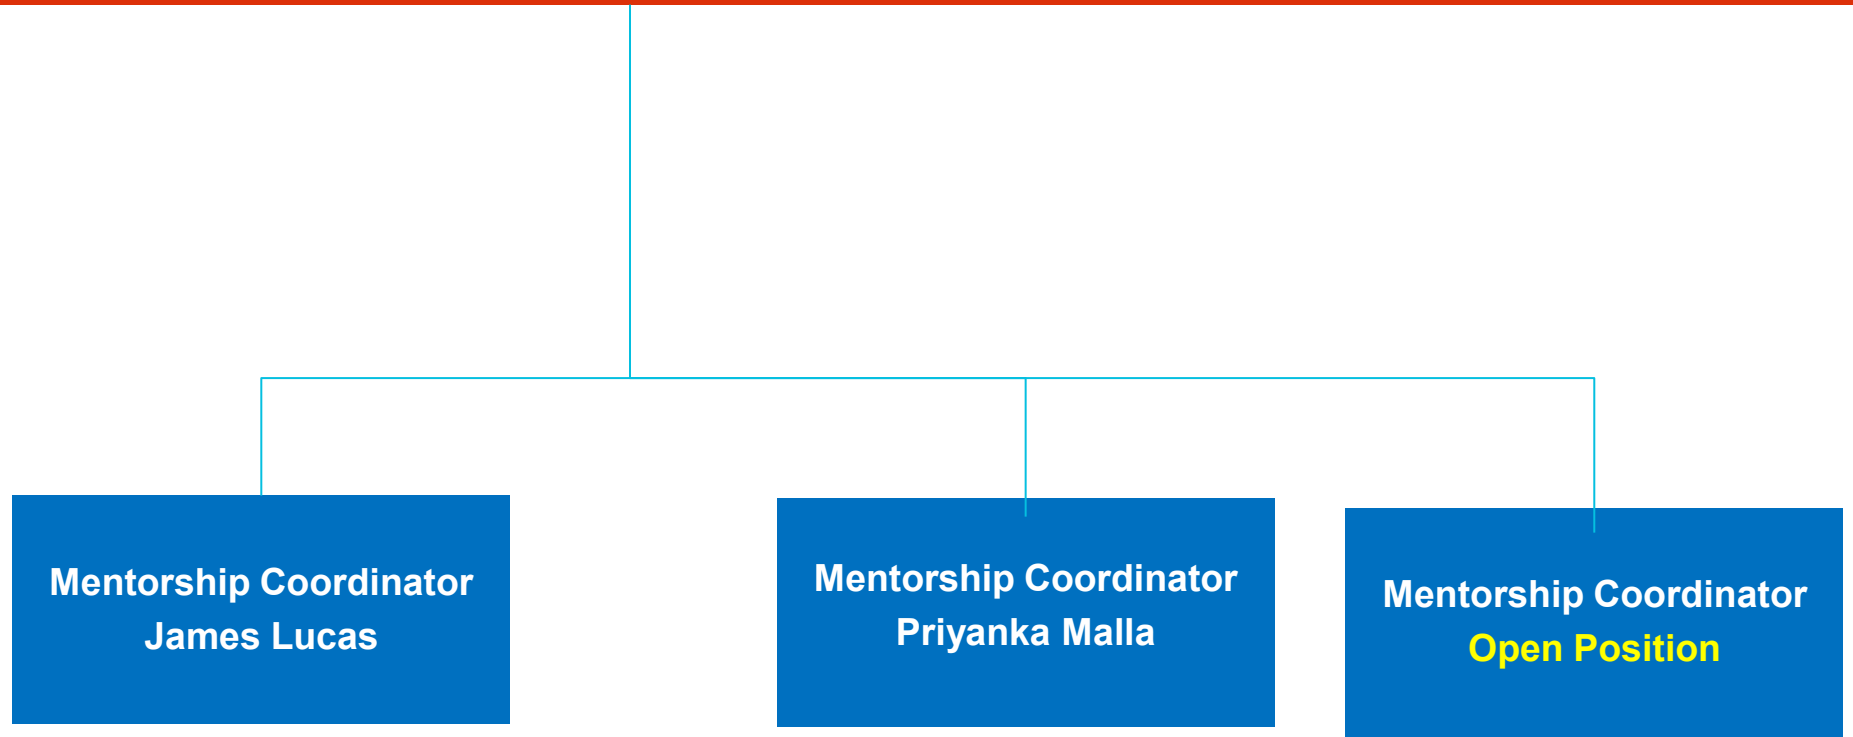 Mentorship Coordinator
James Lucas
Mentorship Coordinator
Priyanka Malla
Mentorship Coordinator
Open Position